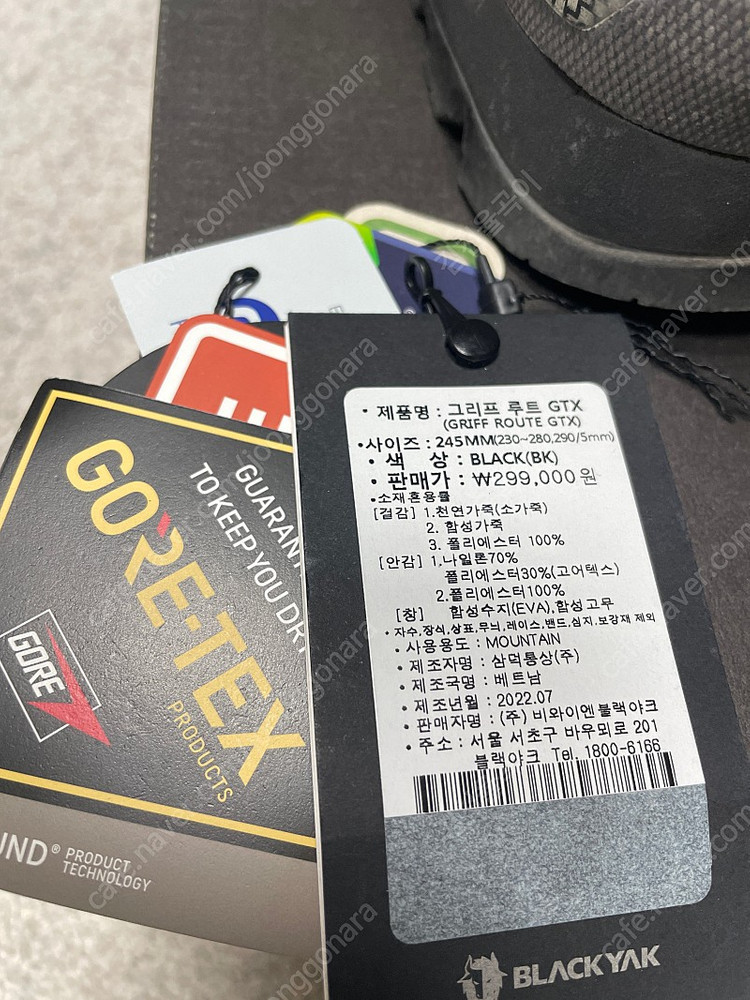 • 제품명 : 그리프 루트 GTX
(GRIFF ROUTE GTX)
• 사이즈 : 245MM(230~280,290/5mm)
• 색 상 : BLACK(BK)
• 판매가 : ₩299,000원
• 소재혼용률
[겉감] 1.천연가죽(소가죽)
2. 합성가죽
3. 폴리에스터 100%
[안감] 1.나일론70%
폴리에스터30%(고어텍스)
2.폴리에스터100%
[창] 합성수지(EVA),합성고무
• 자수,장식,상표,무늬,레이스,밴드,심지,보강재 제외
• 사용용도 : MOUNTAIN
• 제조자명 : 삼덕통상(주)
• 제조국명 : 베트남
• 제조년월 : 2022.07
• 판매자명 : (주) 비와이엔블랙야크
• 주소 : 서울 서초구 바우뫼로 201
블랙야크 Tel. 1800-6166
BLACKYAK
GUARAN
TO KEEP YOU DRY
GORE-TEX
PRODUCTS
GORE
UND® PRODUCT
TECHNOLOGY
cafe.naver.com/joonggonara